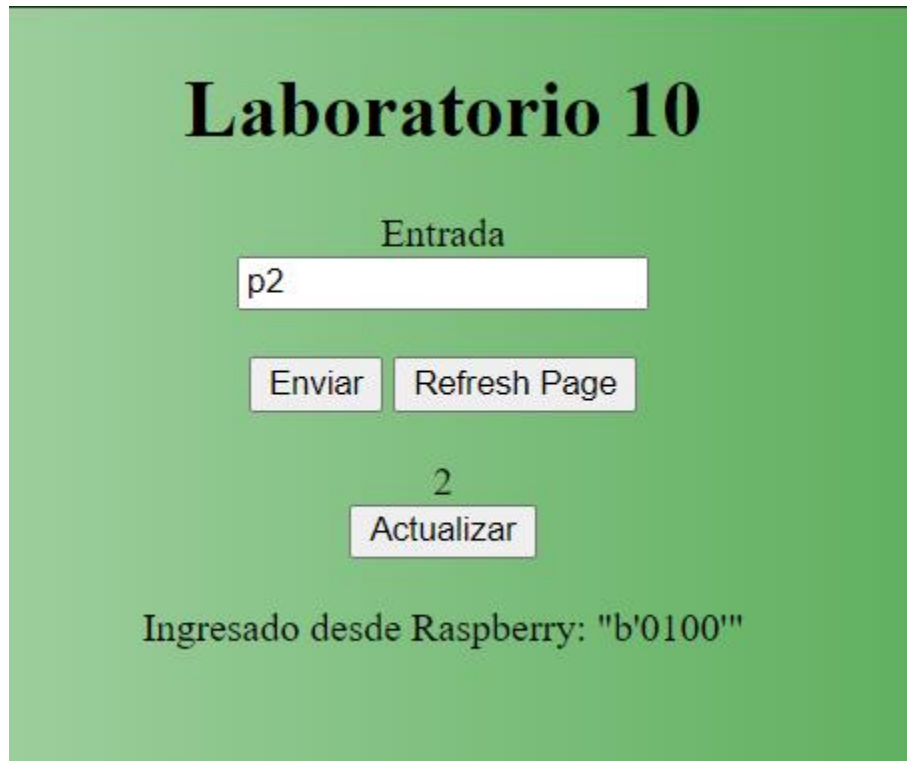 Laboratorio 10
Entrada
p2
Enviar Refresh Page
2
Actualizar
Ingresado desde Raspberry: "b'0100'"